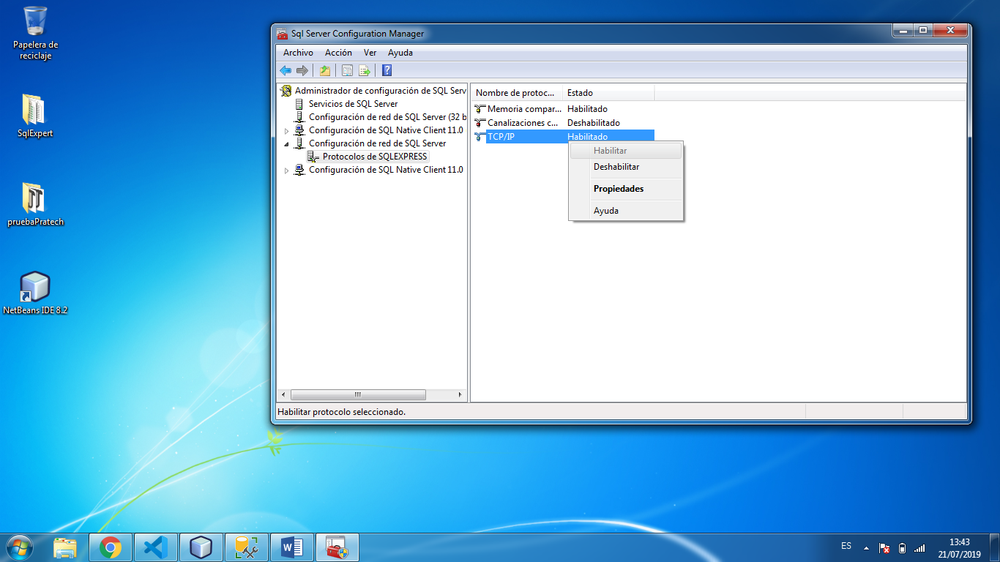 Papelera de
reciclaje
SqlExpert
pruebaPratech
NetBeans IDE 8.2
Sql Server Configuration Manager
Archivo Acción Ver Ayuda
Administrador de configuración de SQL Serv
Servicios de SQL Server
Configuración de red de SQL Server (32 b
Configuración de SQL Native Client 11.0
Configuración de red de SQL Server
Protocolos de SQLEXPRESS
Configuración de SQL Native Client 11.0
Nombre de protoc... Estado
Memoria compar... Habilitado
Canalizaciones c... Deshabilitado
TCP/IP Habilitado
Habilitar
Deshabilitar
Propiedades
Ayuda
Habilitar protocolo seleccionado.
ES
13:43
21/07/2019